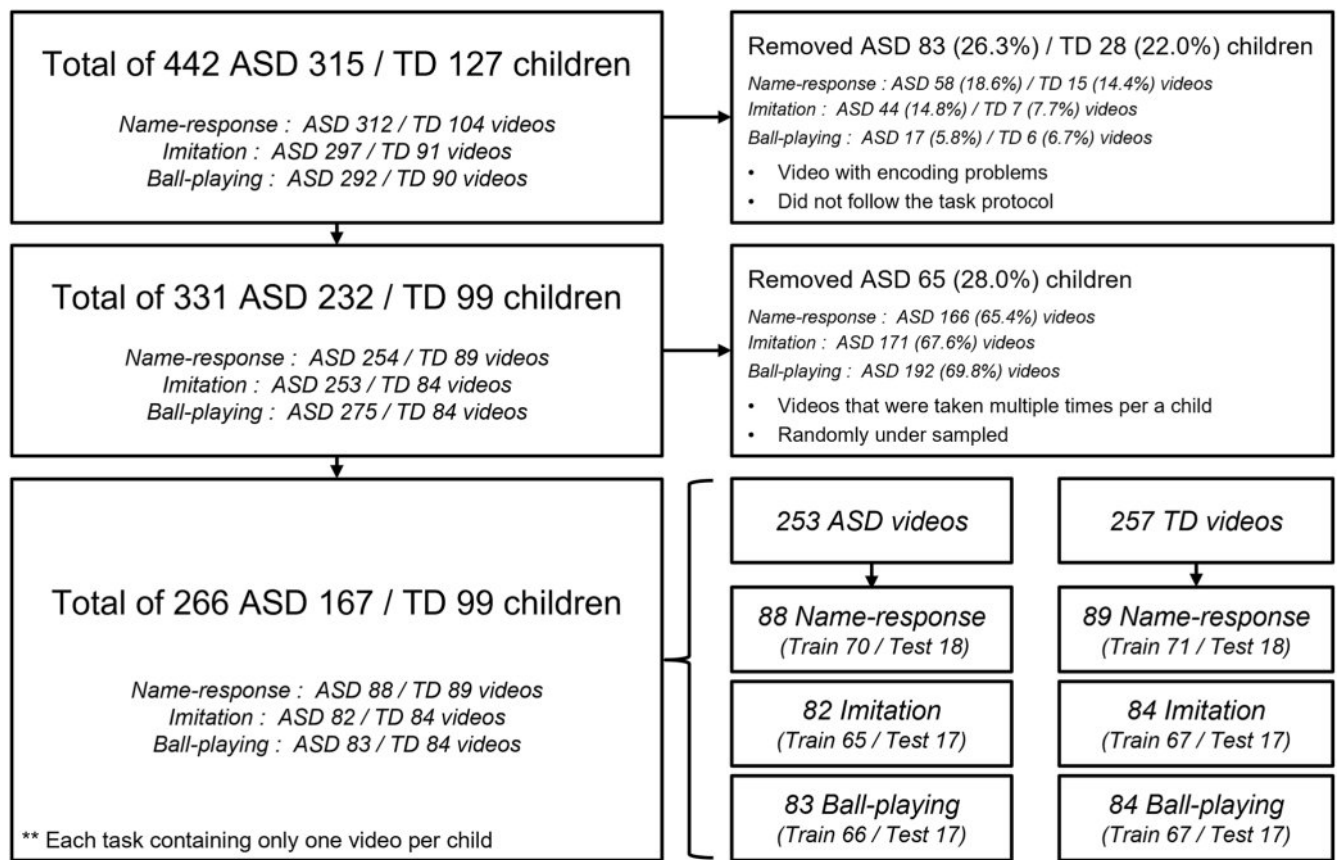 Total of 442 ASD 315 / TD 127 children
Name-response : ASD 312 / TD 104 videos
Imitation : ASD 297 / TD 91 videos
Ball-playing : ASD 292 / TD 90 videos
Removed ASD 83 (26.3%) / TD 28 (22.0%) children
Name-response : ASD 58 (18.6%) / TD 15 (14.4%) videos
Imitation : ASD 44 (14.8%) / TD 7 (7.7%) videos
Ball-playing : ASD 17 (5.8%) / TD 6 (6.7%) videos
• Video with encoding problems
• Did not follow the task protocol
Total of 331 ASD 232 / TD 99 children
Name-response : ASD 254 / TD 89 videos
Imitation : ASD 253 / TD 84 videos
Ball-playing : ASD 275 / TD 84 videos
Removed ASD 65 (28.0%) children
Name-response : ASD 166 (65.4%) videos
Imitation : ASD 171 (67.6%) videos
Ball-playing : ASD 192 (69.8%) videos
• Videos that were taken multiple times per a child
• Randomly under sampled
Total of 266 ASD 167 / TD 99 children
Name-response : ASD 88 / TD 89 videos
Imitation : ASD 82 / TD 84 videos
Ball-playing : ASD 83 / TD 84 videos
** Each task containing only one video per child
253 ASD videos
88 Name-response
(Train 70 / Test 18)
82 Imitation
(Train 65 / Test 17)
83 Ball-playing
(Train 66 / Test 17)
257 TD videos
89 Name-response
(Train 71 / Test 18)
84 Imitation
(Train 67 / Test 17)
84 Ball-playing
(Train 67 / Test 17)